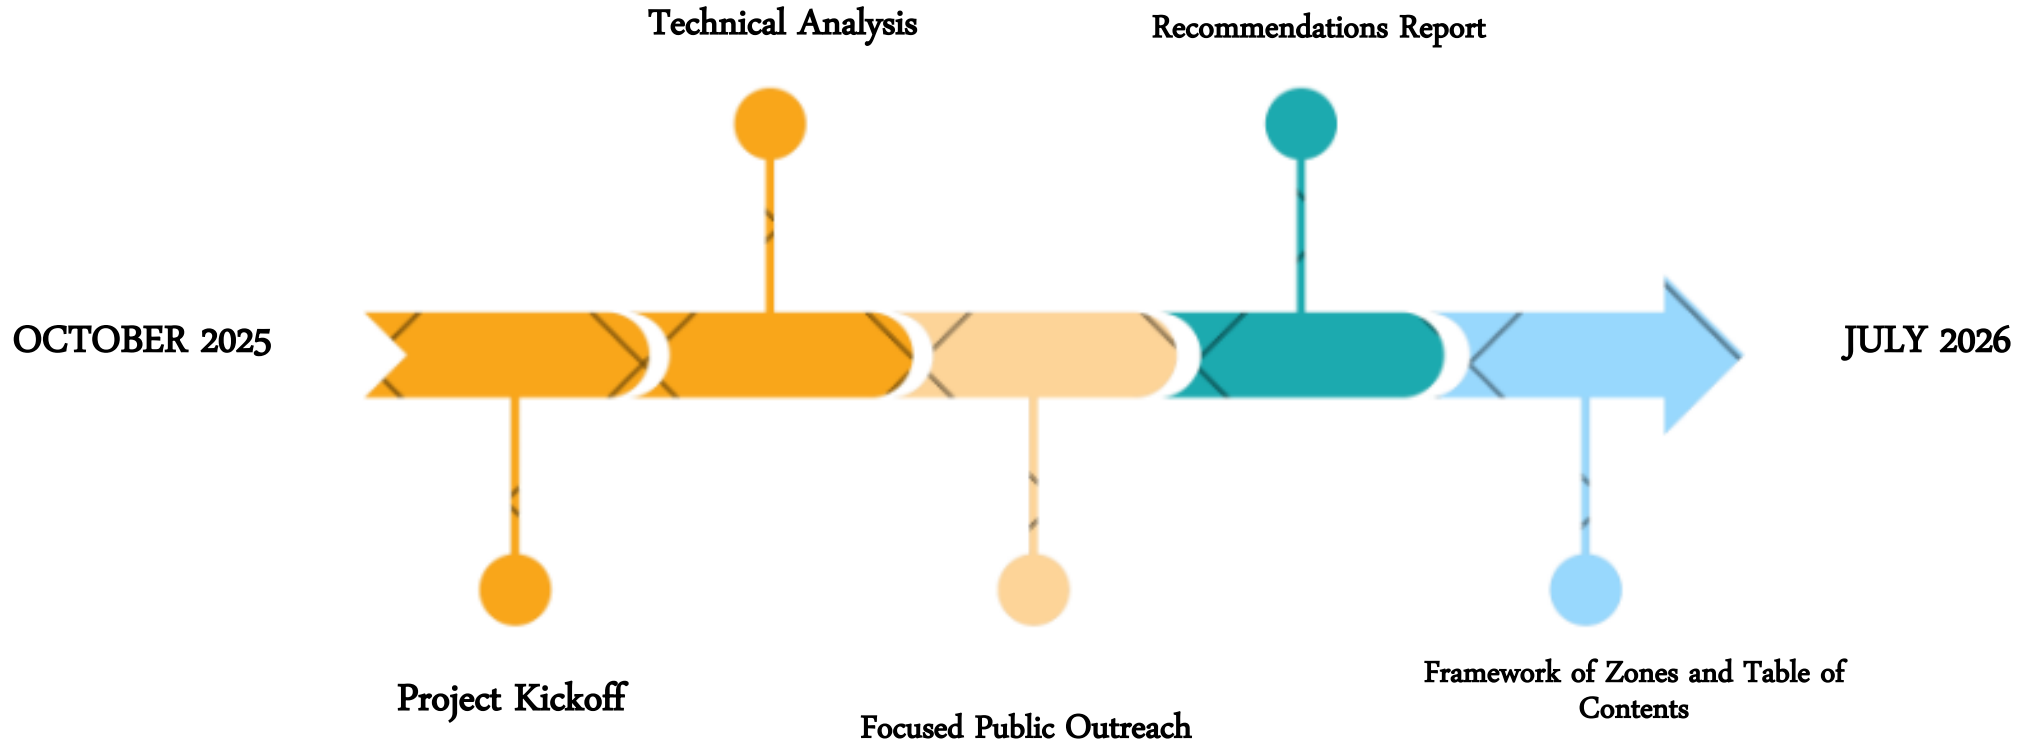 Technical Analysis
Recommendations Report
OCTOBER 2025
JULY 2026
Project Kickoff
Focused Public Outreach
Framework of Zones and Table of
Contents